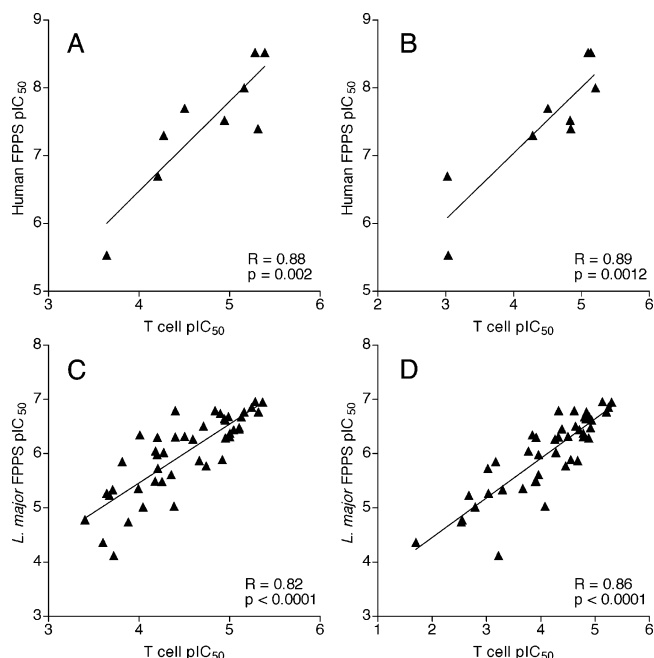 A
Human FPPS pIC50
9
8
7
6
5
3
4
5
6
T cell pIC50
R = 0.88
p = 0.002
B
Human FPPS pIC50
9
8
7
6
5
2
3
4
5
6
T cell pIC50
R = 0.89
p = 0.0012
C
L. major FPPS pIC50
8
7
6
5
4
3
3
4
5
6
T cell pIC50
R = 0.82
p < 0.0001
D
L. major FPPS pIC50
8
7
6
5
4
3
1
2
3
4
5
6
T cell pIC50
R = 0.86
p < 0.0001